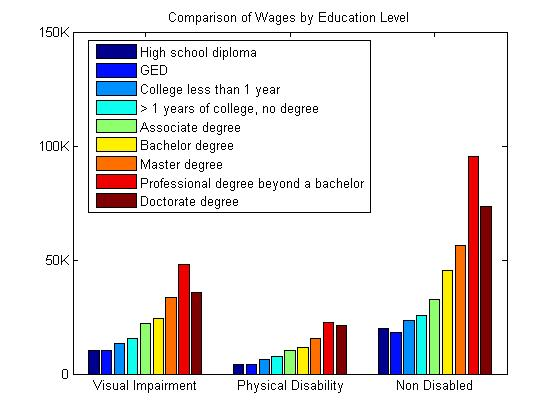 Comparison of Wages by Education Level
150K
100K
50K
0
High school diploma
GED
College less than 1 year
> 1 years of college, no degree
Associate degree
Bachelor degree
Master degree
Professional degree beyond a bachelor
Doctorate degree
Visual Impairment
Physical Disability
Non Disabled